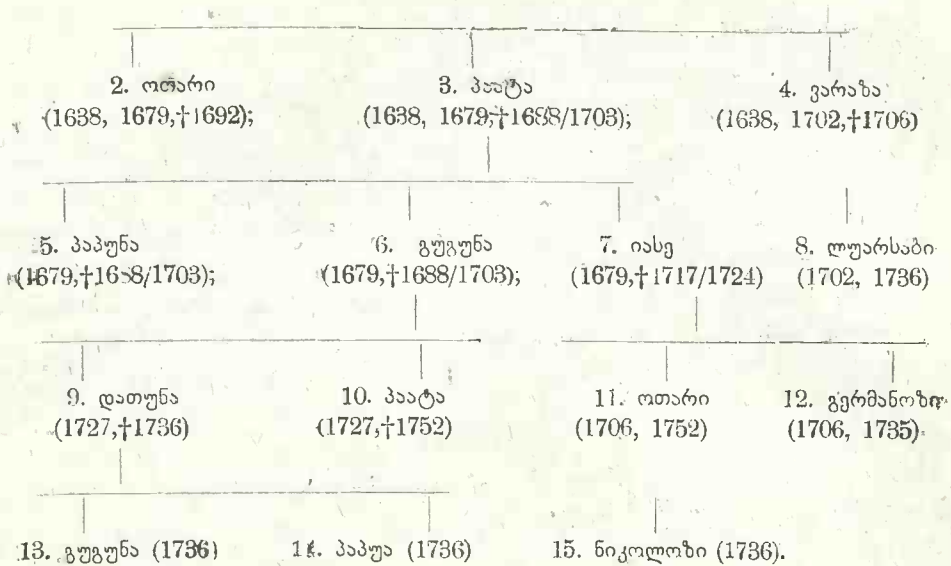 2. ოთარი 3. პაატა 4. ვარაზა
(1638, 1679,†1692); (1638, 1679,†1688/1703); (1638, 1702,†1706)
5. პაპუნა 6. გუგუნა 7. იასე 8. ლუარსაბი
(1679,†1688/1703); (1679,†1688/1703); (1679,†1717/1724) (1702, 1736)
9. დათუნა 10. პაატა 11. ოთარი 12. გერმანოზი
(1727,†1736) (1727,†1752) (1706, 1752) (1706, 1735)
13. გუგუნა (1736) 14. პაპუა (1736) 15. ნიკოლოზი (1736).